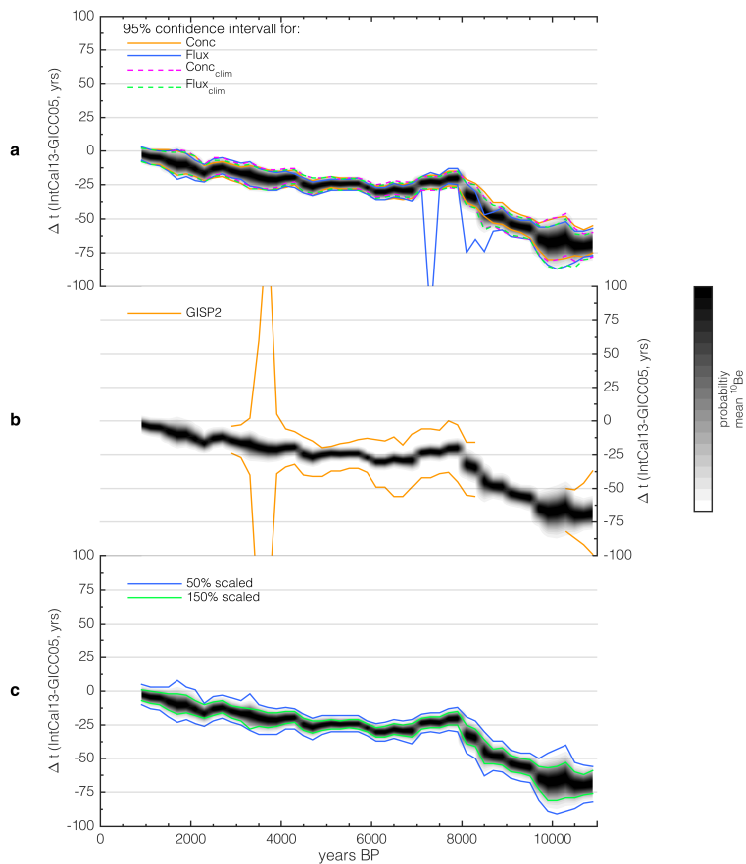 95% confidence intervall for:
Conc
Flux
Conc clim
Flux clim
a
Δ t (IntCal13-GICC05, yrs)
100
75
50
25
0
-25
-50
-75
-100
GISP2
b
100
75
50
25
0
-25
-50
-75
-100
Δ t (IntCal13-GICC05, yrs)
probabiltiy
mean ¹⁰Be
50% scaled
150% scaled
c
Δ t (IntCal13-GICC05, yrs)
100
75
50
25
0
-25
-50
-75
-100
0 2000 4000 6000 8000 10000
years BP